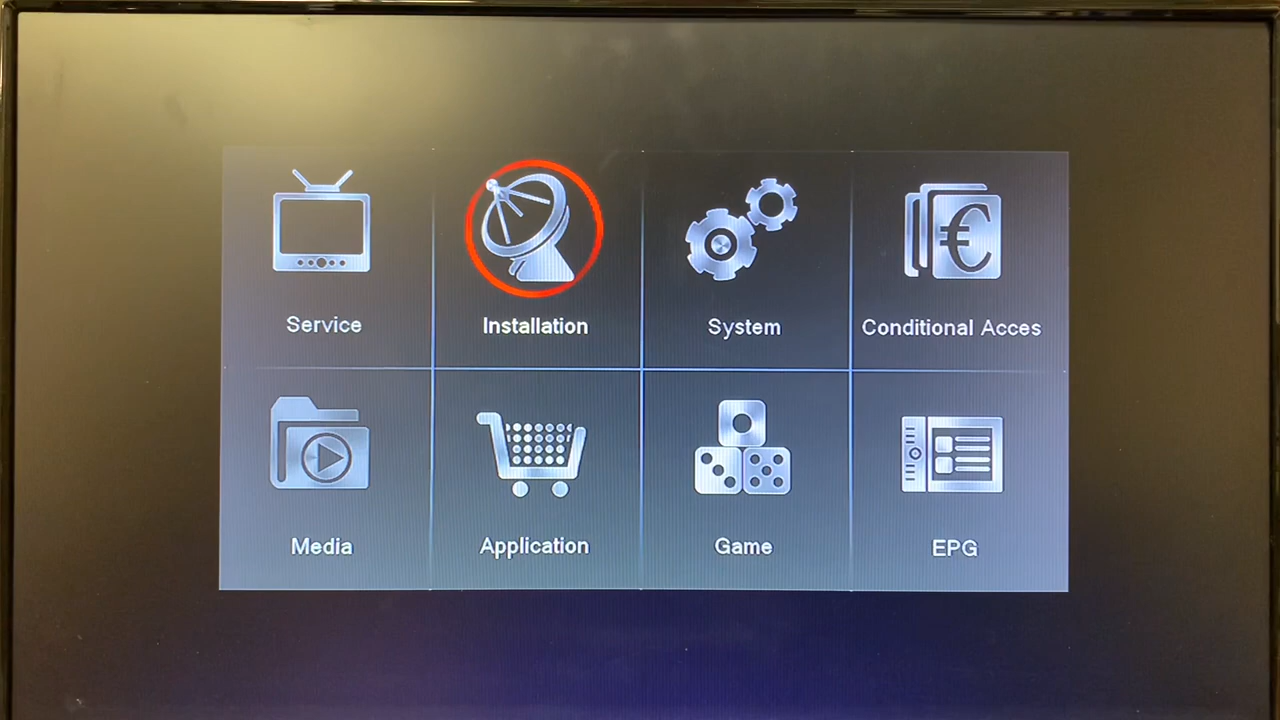 Service
Installation
System
Conditional Acces
Media
Application
Game
EPG